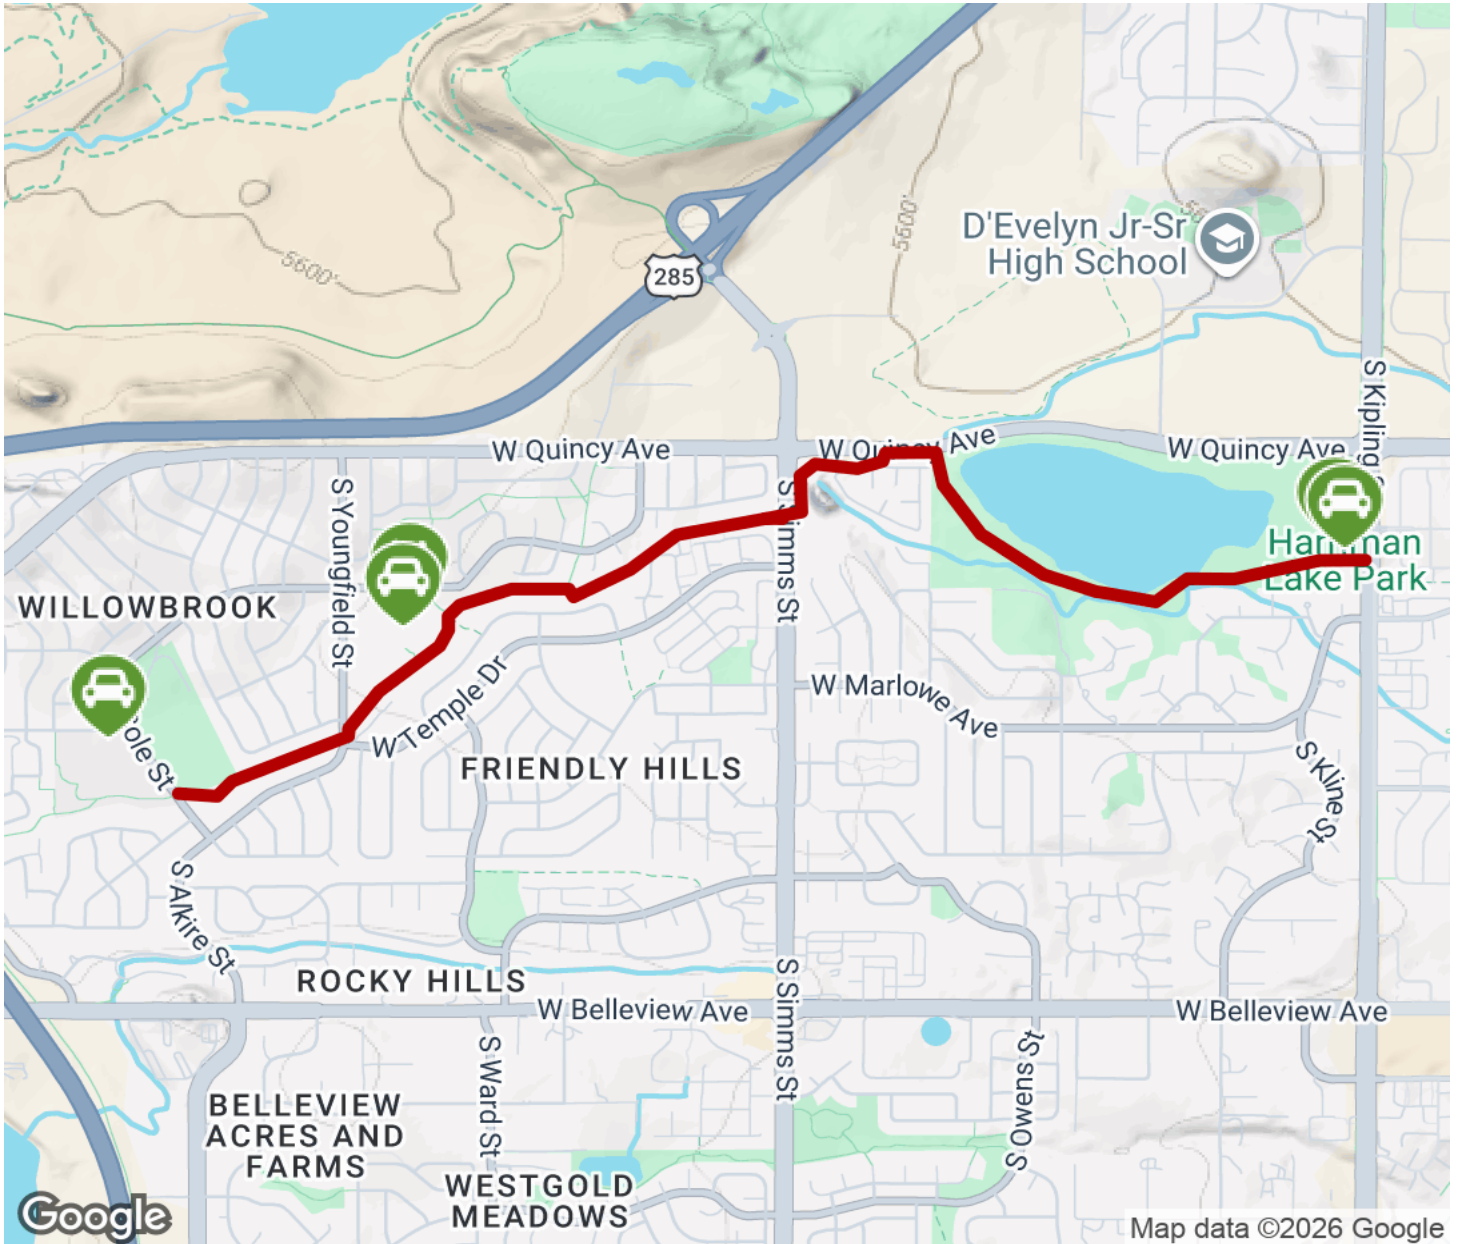 D'Evelyn Jr-Sr
High School
5600'
5600'
285
S Kipling
W Quincy Ave
W Quincy Ave
W Quincy Ave
S Youngfield St
S Simms St
Harriman
Lake Park
WILLOWBROOK
W Temple Dr
W Marlowe Ave
FRIENDLY HILLS
S Kline St
S Alkire St
ROCKY HILLS
W Belleview Ave
W Belleview Ave
S Simms St
S Ward St
S Owens St
BELLEVIEW
ACRES AND
FARMS
WESTGOLD
MEADOWS
Google
Map data ©2026 Google